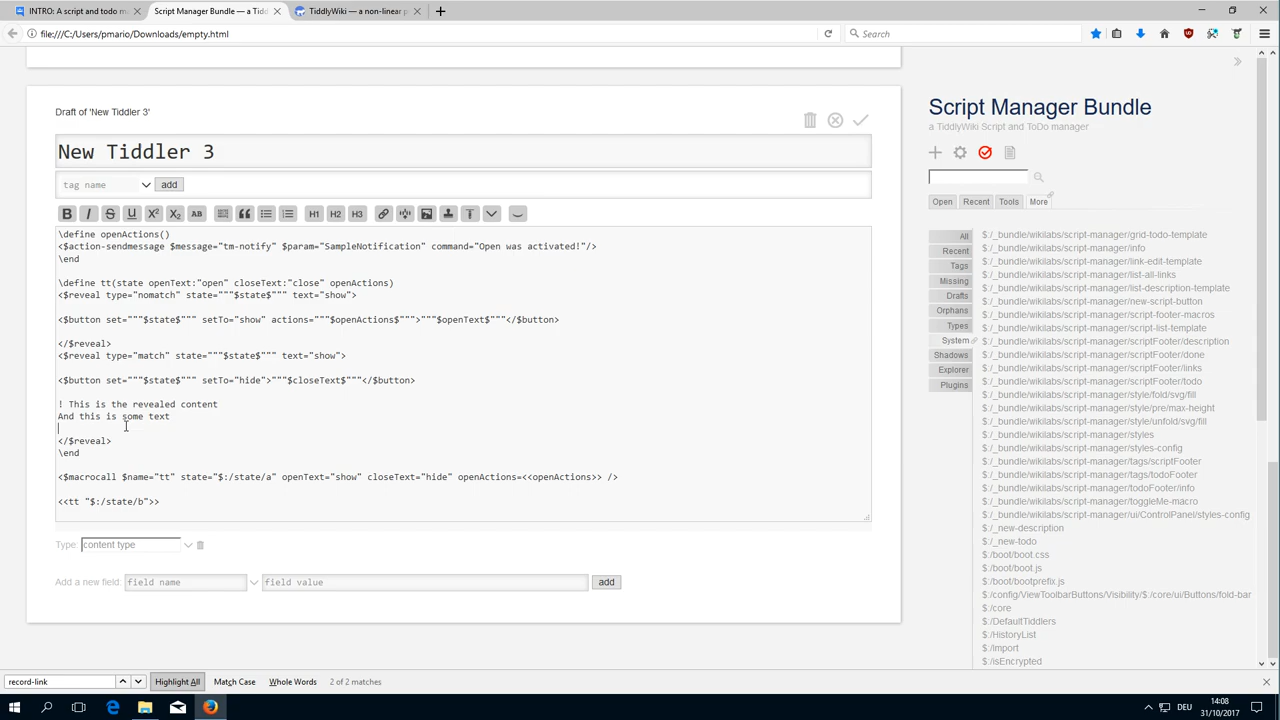 INTRO: A script and todo m
Script Manager Bundle — a Tidd
TiddlyWiki — a non-linear p
file:///C:/Users/pmario/Downloads/empty.html
Search
Draft of 'New Tiddler 3'
New Tiddler 3
tag name
add
B I S U X² X₂ AB H1 H2 H3
\define openActions()
<$action-sendmessage $message="tm-notify" $param="SampleNotification" command="Open was activated!"/>
\end
\define tt(state openText:"open" closeText:"close" openActions)
<$reveal type="nomatch" state="""$state$""" text="show">
<$button set="""$state$""" setTo="show" actions="""$openActions$""">"""$openText$"""</$button>
</$reveal>
<$reveal type="match" state="""$state$""" text="show">
<$button set="""$state$""" setTo="hide">"""$closeText$"""</$button>
! This is the revealed content
And this is some text
</$reveal>
\end
<$macrocall $name="tt" state="$:/state/a" openText="show" closeText="hide" openActions=<<openActions>> />
<<tt "$:/state/b">>
Type
content type
Add a new field:
field name
field value
add
Script Manager Bundle
a TiddlyWiki Script and ToDo manager
Open
Recent
Tools
More
All
Recent
Tags
Missing
Drafts
Orphans
Types
System
Shadows
Explorer
Plugins
$:/_bundle/wikilabs/script-manager/grid-todo-template
$:/_bundle/wikilabs/script-manager/info
$:/_bundle/wikilabs/script-manager/link-edit-template
$:/_bundle/wikilabs/script-manager/list-all-links
$:/_bundle/wikilabs/script-manager/list-description-template
$:/_bundle/wikilabs/script-manager/new-script-button
$:/_bundle/wikilabs/script-manager/script-footer-macros
$:/_bundle/wikilabs/script-manager/script-list-template
$:/_bundle/wikilabs/script-manager/scriptFooter/description
$:/_bundle/wikilabs/script-manager/scriptFooter/done
$:/_bundle/wikilabs/script-manager/scriptFooter/links
$:/_bundle/wikilabs/script-manager/scriptFooter/todo
$:/_bundle/wikilabs/script-manager/style/fold/svg/fill
$:/_bundle/wikilabs/script-manager/style/pre/max-height
$:/_bundle/wikilabs/script-manager/style/unfold/svg/fill
$:/_bundle/wikilabs/script-manager/styles
$:/_bundle/wikilabs/script-manager/styles-config
$:/_bundle/wikilabs/script-manager/tags/scriptFooter
$:/_bundle/wikilabs/script-manager/tags/todoFooter
$:/_bundle/wikilabs/script-manager/todoFooter/info
$:/_bundle/wikilabs/script-manager/toggleMe-macro
$:/_bundle/wikilabs/script-manager/ui/ControlPanel/styles-config
$:/_new-description
$:/_new-todo
$:/boot/boot.css
$:/boot/boot.js
$:/boot/bootprefix.js
$:/config/ViewToolbarButtons/Visibility/$:/core/ui/Buttons/fold-bar
$:/core
$:/DefaultTiddlers
$:/HistoryList
$:/Import
$:/isEncrypted
record-link
Highlight All
Match Case
Whole Words
2 of 2 matches
DEU
14:08
31/10/2017